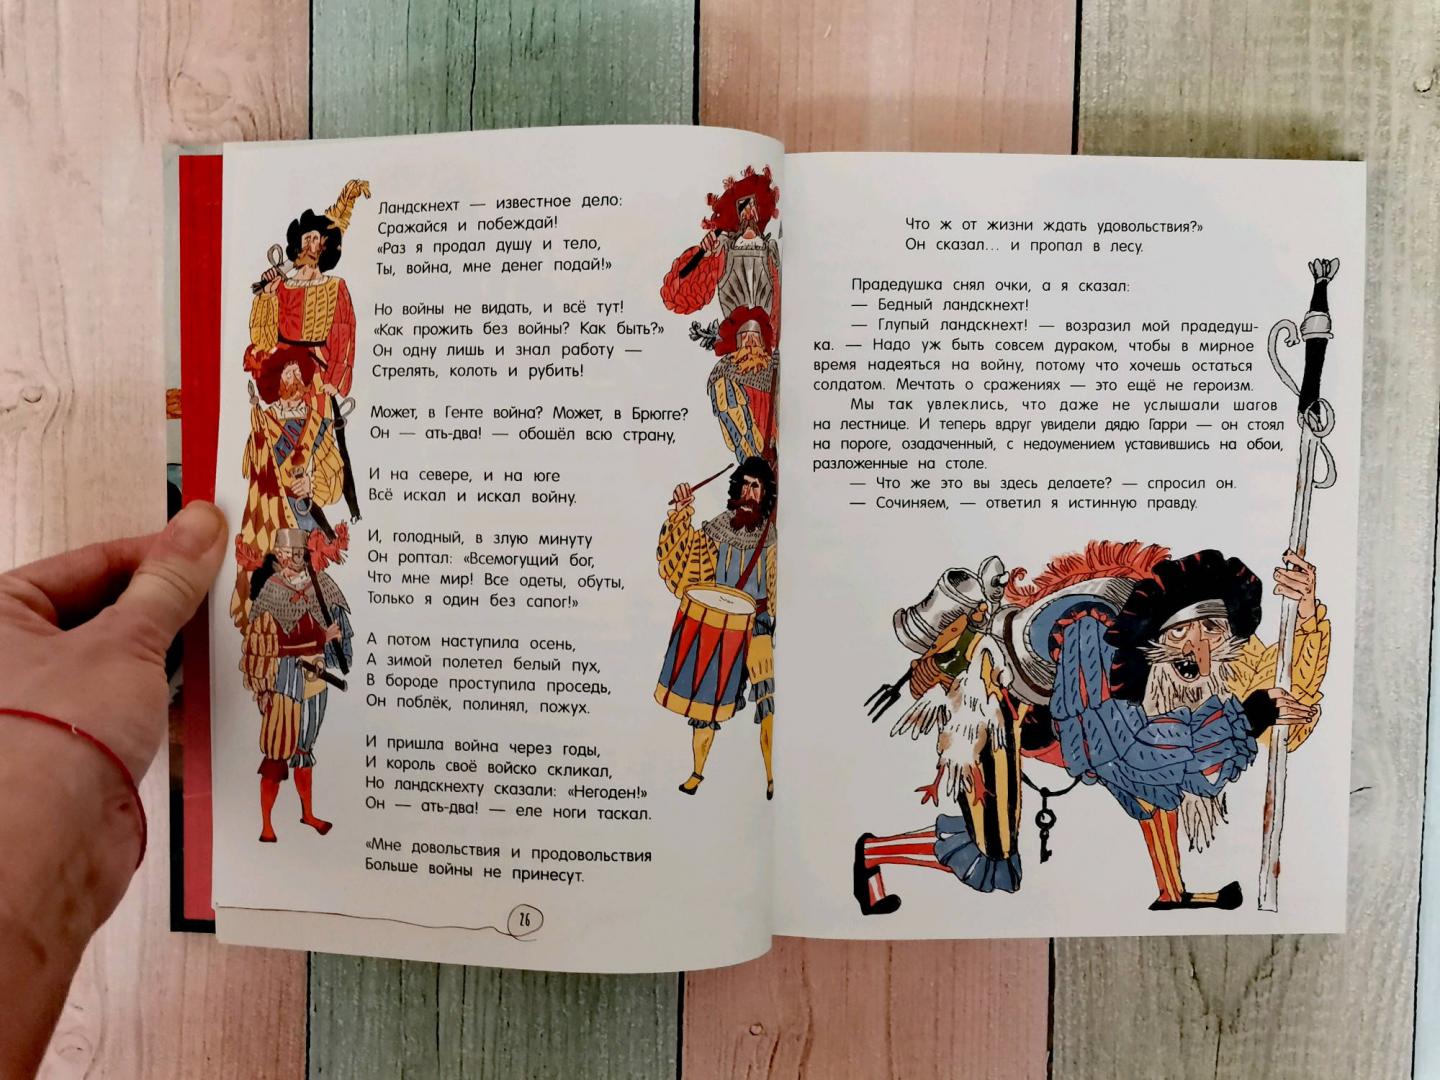 Ландскнехт — известное дело:
Сражайся и побеждай!
«Раз я продал душу и тело,
Ты, война, мне денег подай!»
Но войны не видать, и всё тут!
«Как прожить без войны? Как быть?»
Он одну лишь и знал работу —
Стрелять, колоть и рубить!
Может, в Генте война? Может, в Брюгге?
Он — ать-два! — обошёл всю страну,
И на севере, и на юге
Всё искал и искал войну.
И, голодный, в злую минуту
Он роптал: «Всемогущий бог,
Что мне мир! Все одеты, обуты,
Только я один без сапог!»
А потом наступила осень,
А зимой полетел белый пух,
В бороде проступила проседь,
Он поблёк, полинял, пожух.
И пришла война через годы,
И король своё войско скликал,
Но ландскнехту сказали: «Негоден!»
Он — ать-два! — еле ноги таскал.
«Мне довольствия и продовольствия
Больше войны не принесут.
26
Что ж от жизни ждать удовольствия?»
Он сказал... и пропал в лесу.
Прадедушка снял очки, а я сказал:
— Бедный ландскнехт!
— Глупый ландскнехт! — возразил мой прадедуш-
ка. — Надо уж быть совсем дураком, чтобы в мирное
время надеяться на войну, потому что хочешь остаться
солдатом. Мечтать о сражениях — это ещё не героизм.
Мы так увлеклись, что даже не услышали шагов
на лестнице. И теперь вдруг увидели дядю Гарри — он стоял
на пороге, озадаченный, с недоумением уставившись на обои,
разложенные на столе.
— Что же это вы здесь делаете? — спросил он.
— Сочиняем, — ответил я истинную правду.